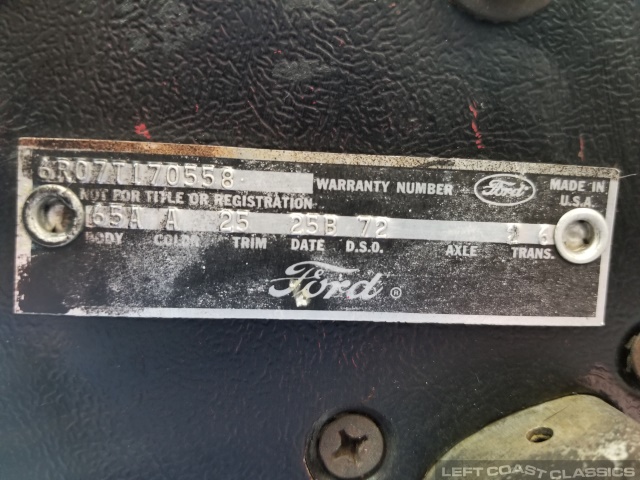 6R07T170558
WARRANTY NUMBER
Ford
MADE IN
U.S.A.
NOT FOR TITLE OR REGISTRATION
65A A 25 25B 72 6
BODY COLOR TRIM DATE D.S.O. AXLE TRANS.
Ford ®
LEFT COAST CLASSICS